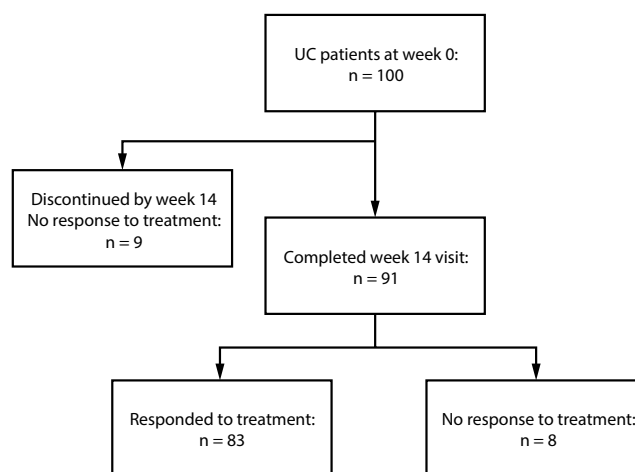 UC patients at week 0:
n = 100
Discontinued by week 14
No response to treatment:
n = 9
Completed week 14 visit:
n = 91
Responded to treatment:
n = 83
No response to treatment:
n = 8